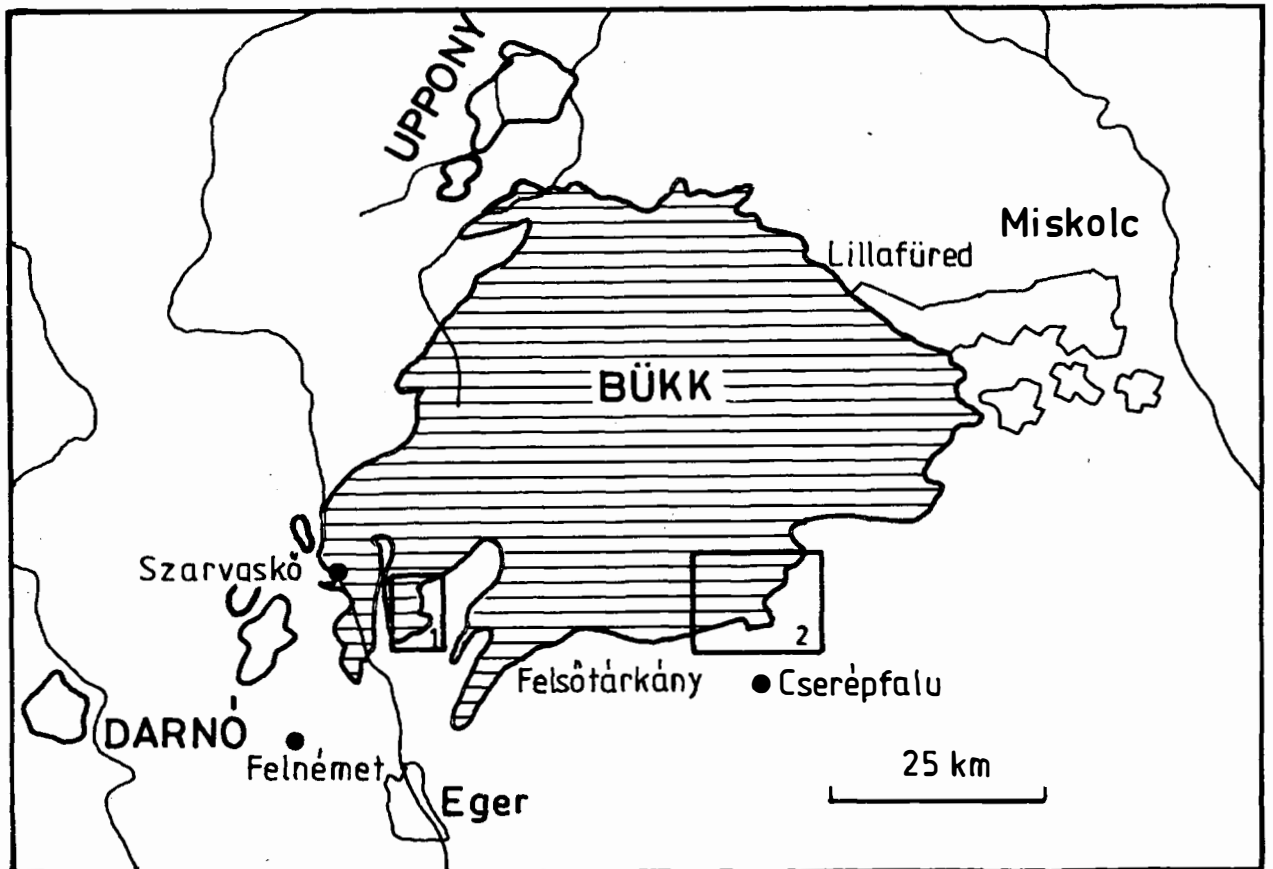 UPPONY
Miskolc
Lillafüred
BÜKK
Szarvaskő
1
2
Felsőtárkány
Cserépfalu
DARNÓ
Felnémet
25 km
Eger